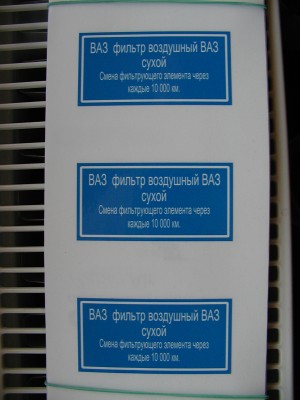 ВАЗ фильтр воздушный ВАЗ
сухой
Смена фильтрующего элемента через
каждые 10 000 км.
ВАЗ фильтр воздушный ВАЗ
сухой
Смена фильтрующего элемента через
каждые 10 000 км.
ВАЗ фильтр воздушный ВАЗ
сухой
Смена фильтрующего элемента через
каждые 10 000 км.